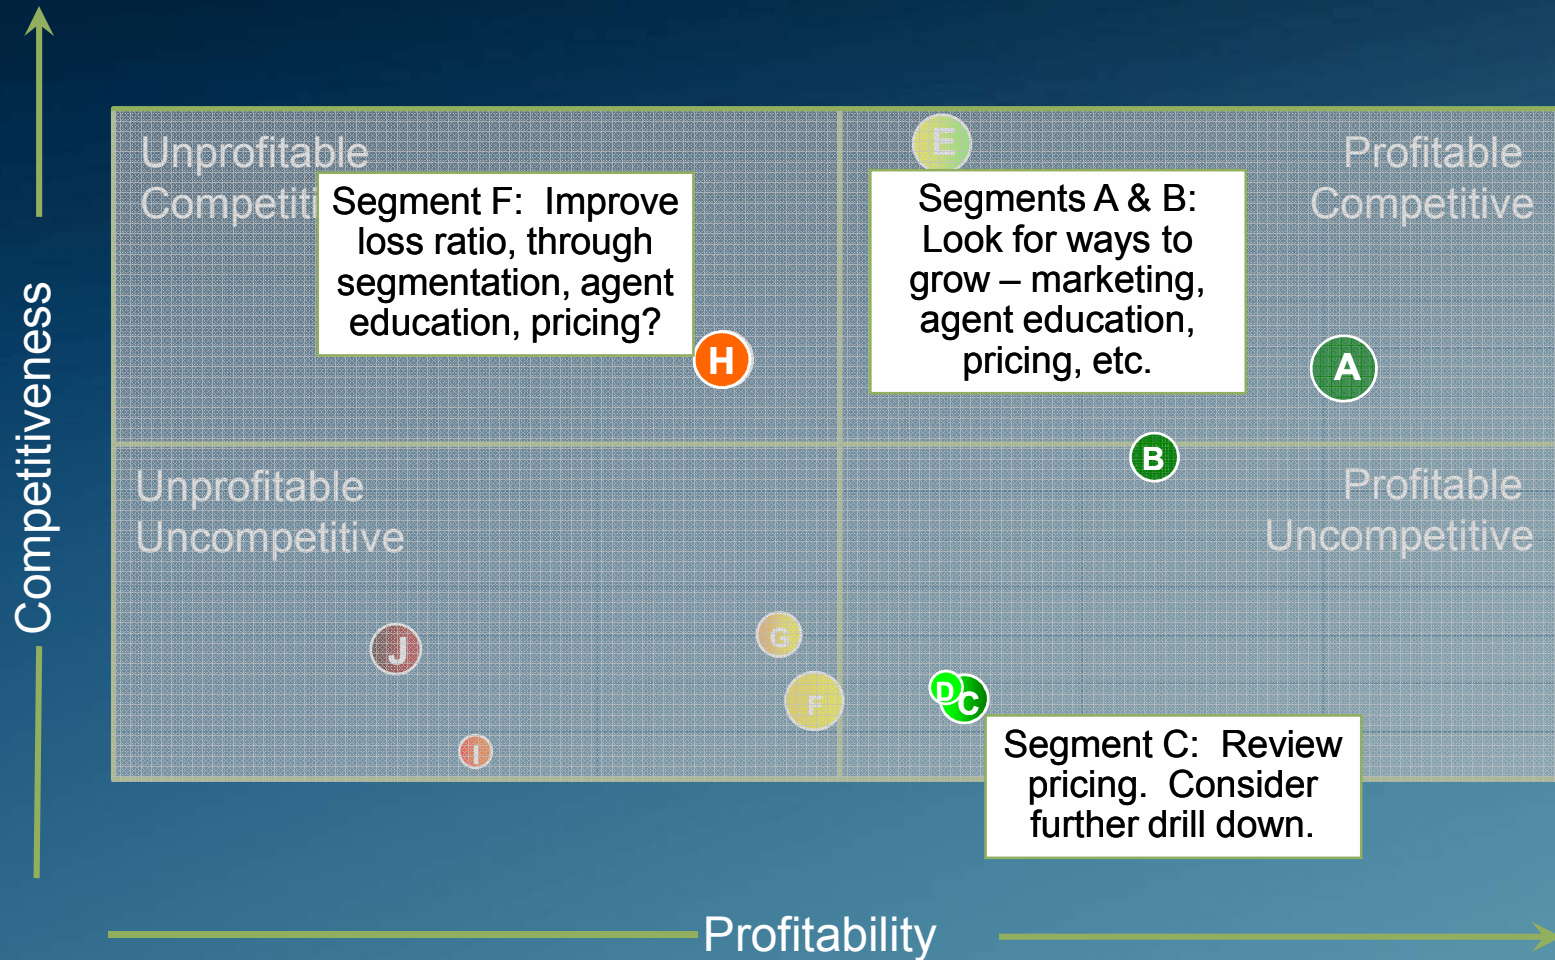 Competitiveness
Unprofitable
Competiti
Segment F:  Improve
loss ratio, through
segmentation, agent
education, pricing?
H
E
Segments A & B:
Look for ways to
grow – marketing,
agent education,
pricing, etc.
Profitable
Competitive
A
B
Unprofitable
Uncompetitive
J
I
G
F
Profitable
Uncompetitive
D
C
Segment C:  Review
pricing.  Consider
further drill down.
Profitability